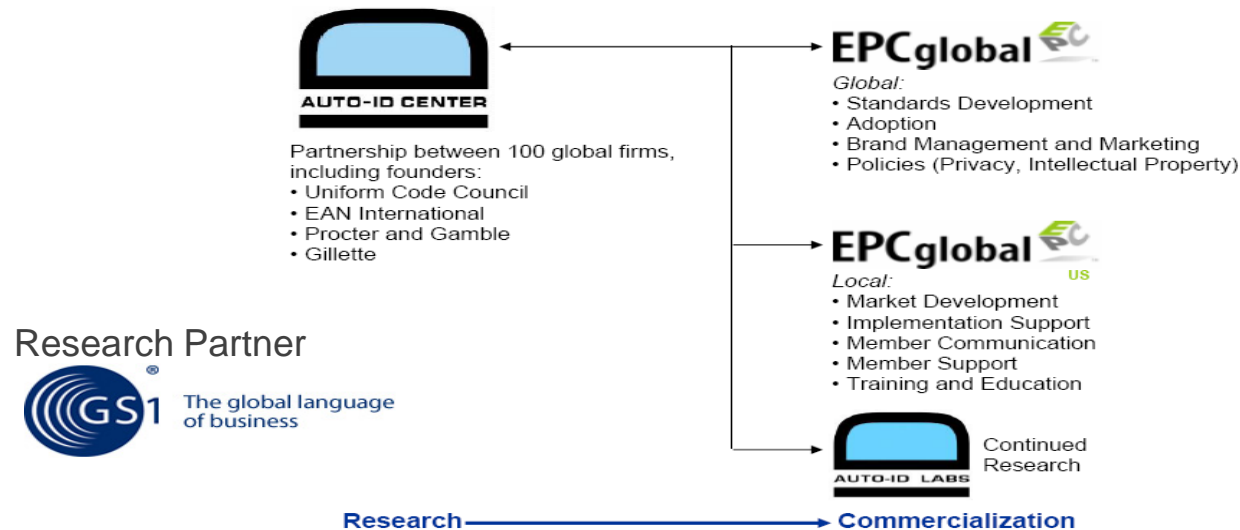 AUTO-ID CENTER
Partnership between 100 global firms,
including founders:
• Uniform Code Council
• EAN International
• Procter and Gamble
• Gillette
Research Partner
GS1 ®
The global language
of business
EPCglobal EPC
Global:
• Standards Development
• Adoption
• Brand Management and Marketing
• Policies (Privacy, Intellectual Property)
EPCglobal EPC
US
Local:
• Market Development
• Implementation Support
• Member Communication
• Member Support
• Training and Education
AUTO-ID LABS
Continued
Research
Research
Commercialization